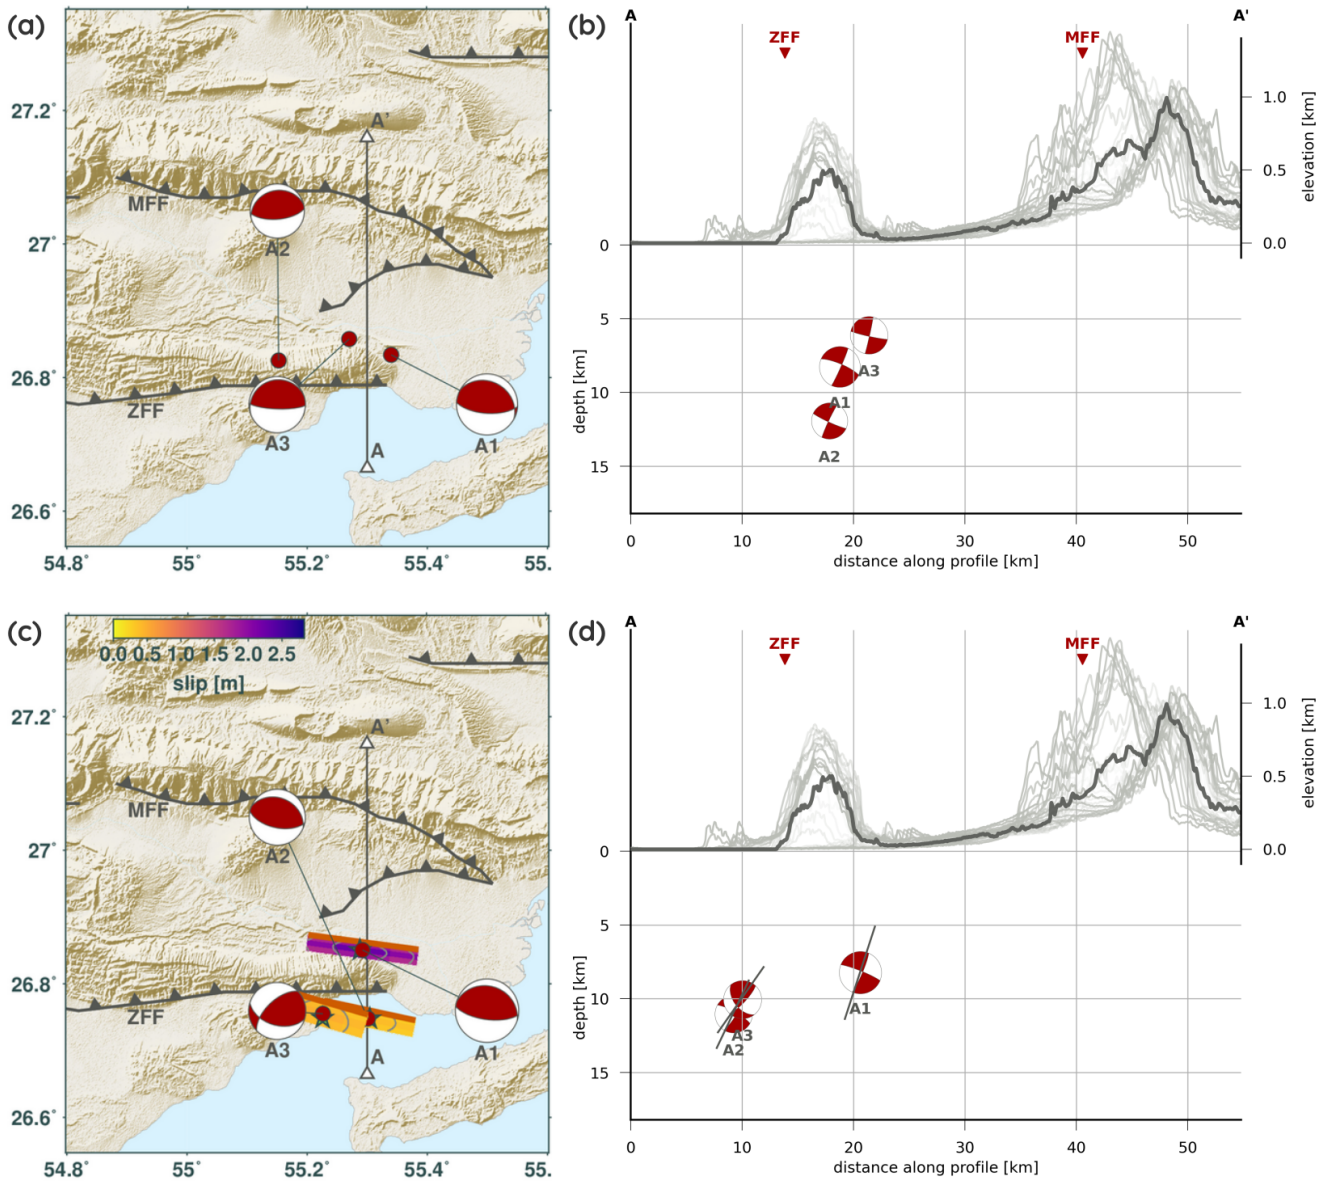 (a)
27.2°
27°
26.8°
26.6°
54.8°
55°
55.2°
55.4°
55.
A'
MFF
A2
ZFF
A3
A
A1
(b)
A
A'
ZFF
MFF
1.0
0.5
0.0
elevation [km]
0
5
10
15
depth [km]
A3
A1
A2
0
10
20
30
40
50
distance along profile [km]
(c)
0.0 0.5 1.0 1.5 2.0 2.5
slip [m]
27.2°
27°
26.8°
26.6°
54.8°
55°
55.2°
55.4°
55.
A'
MFF
A2
ZFF
A3
A
A1
(d)
A
A'
ZFF
MFF
1.0
0.5
0.0
elevation [km]
0
5
10
15
depth [km]
A1
A3
A2
0
10
20
30
40
50
distance along profile [km]